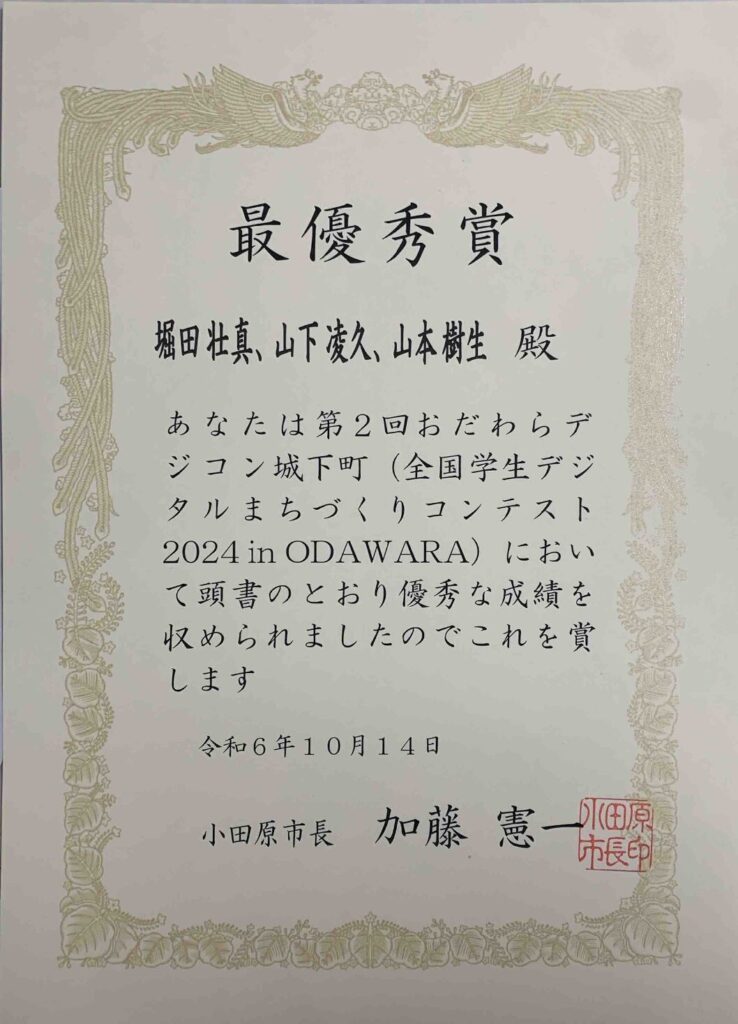 最優秀賞
堀田壮真、山下凌久、山本樹生 殿
あなたは第2回おだわらデ
ジコン城下町（全国学生デジ
タルまちづくりコンテスト
2024 in ODAWARA）におい
て頭書のとおり優秀な成績を
収められましたのでこれを賞
します
令和6年10月14日
小田原市長 加藤 憲一
小田原
市長印